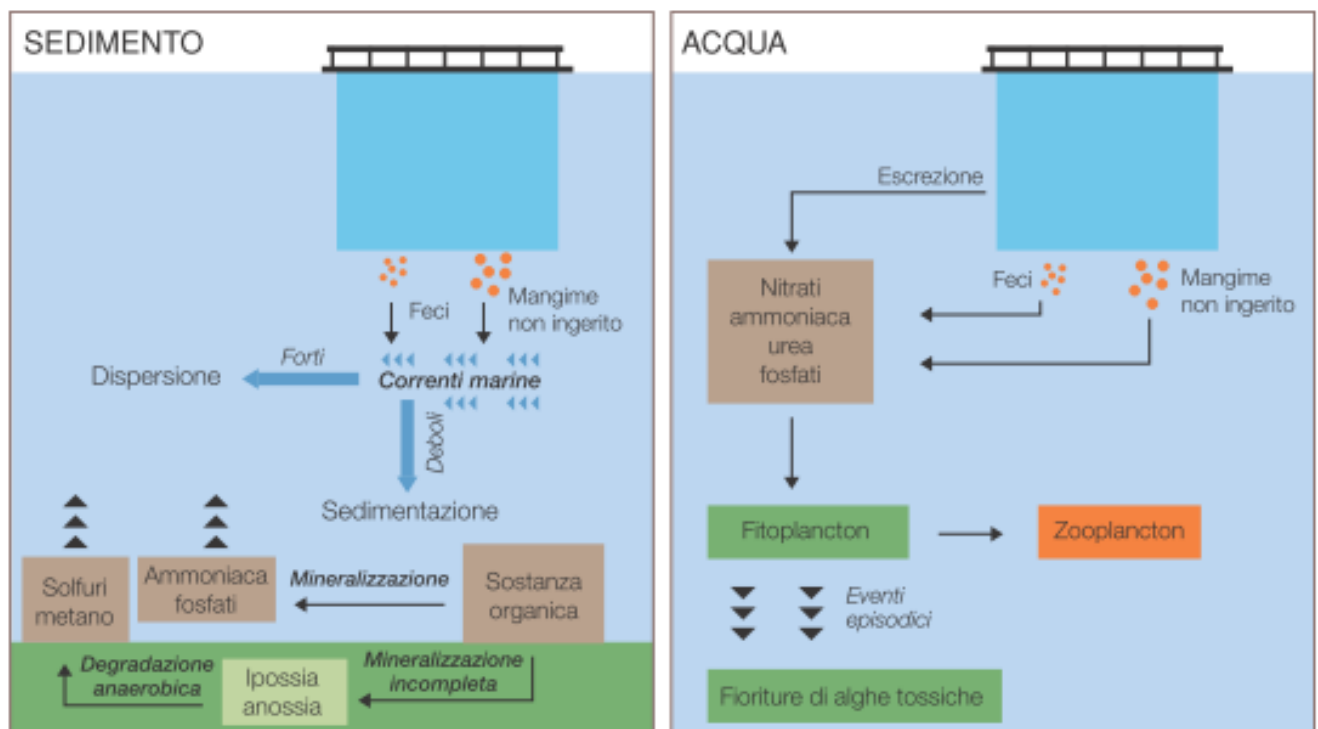 SEDIMENTO
Feci
Mangime
non ingerito
Forti
Dispersione
Correnti marine
Deboli
Sedimentazione
Solfuri
metano
Ammoniaca
fosfati
Mineralizzazione
Sostanza
organica
Degradazione
anaerobica
Ipossia
anossia
Mineralizzazione
incompleta
ACQUA
Escrezione
Nitrati
ammoniaca
urea
fosfati
Feci
Mangime
non ingerito
Fitoplancton
Zooplancton
Eventi
episodici
Fioriture di alghe tossiche